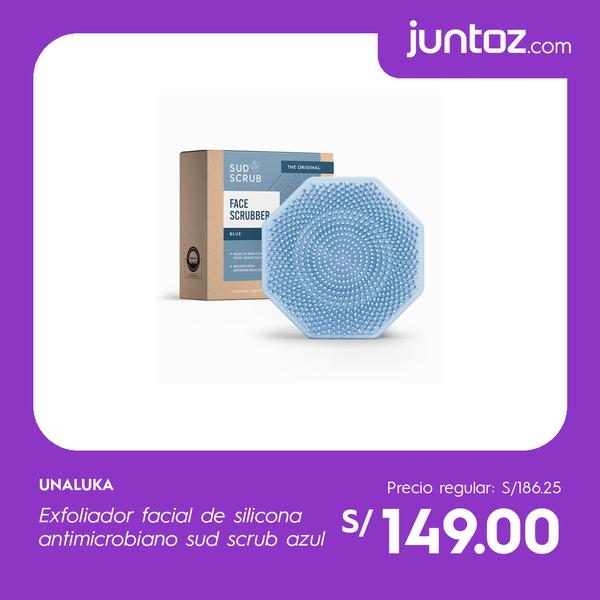 juntoz.com
SUD
SCRUB
THE ORIGINAL
FACE
SCRUBBER
BLUE
UNALUKA
Exfoliador facial de silicona
antimicrobiano sud scrub azul
Precio regular: S/186.25
S/149.00